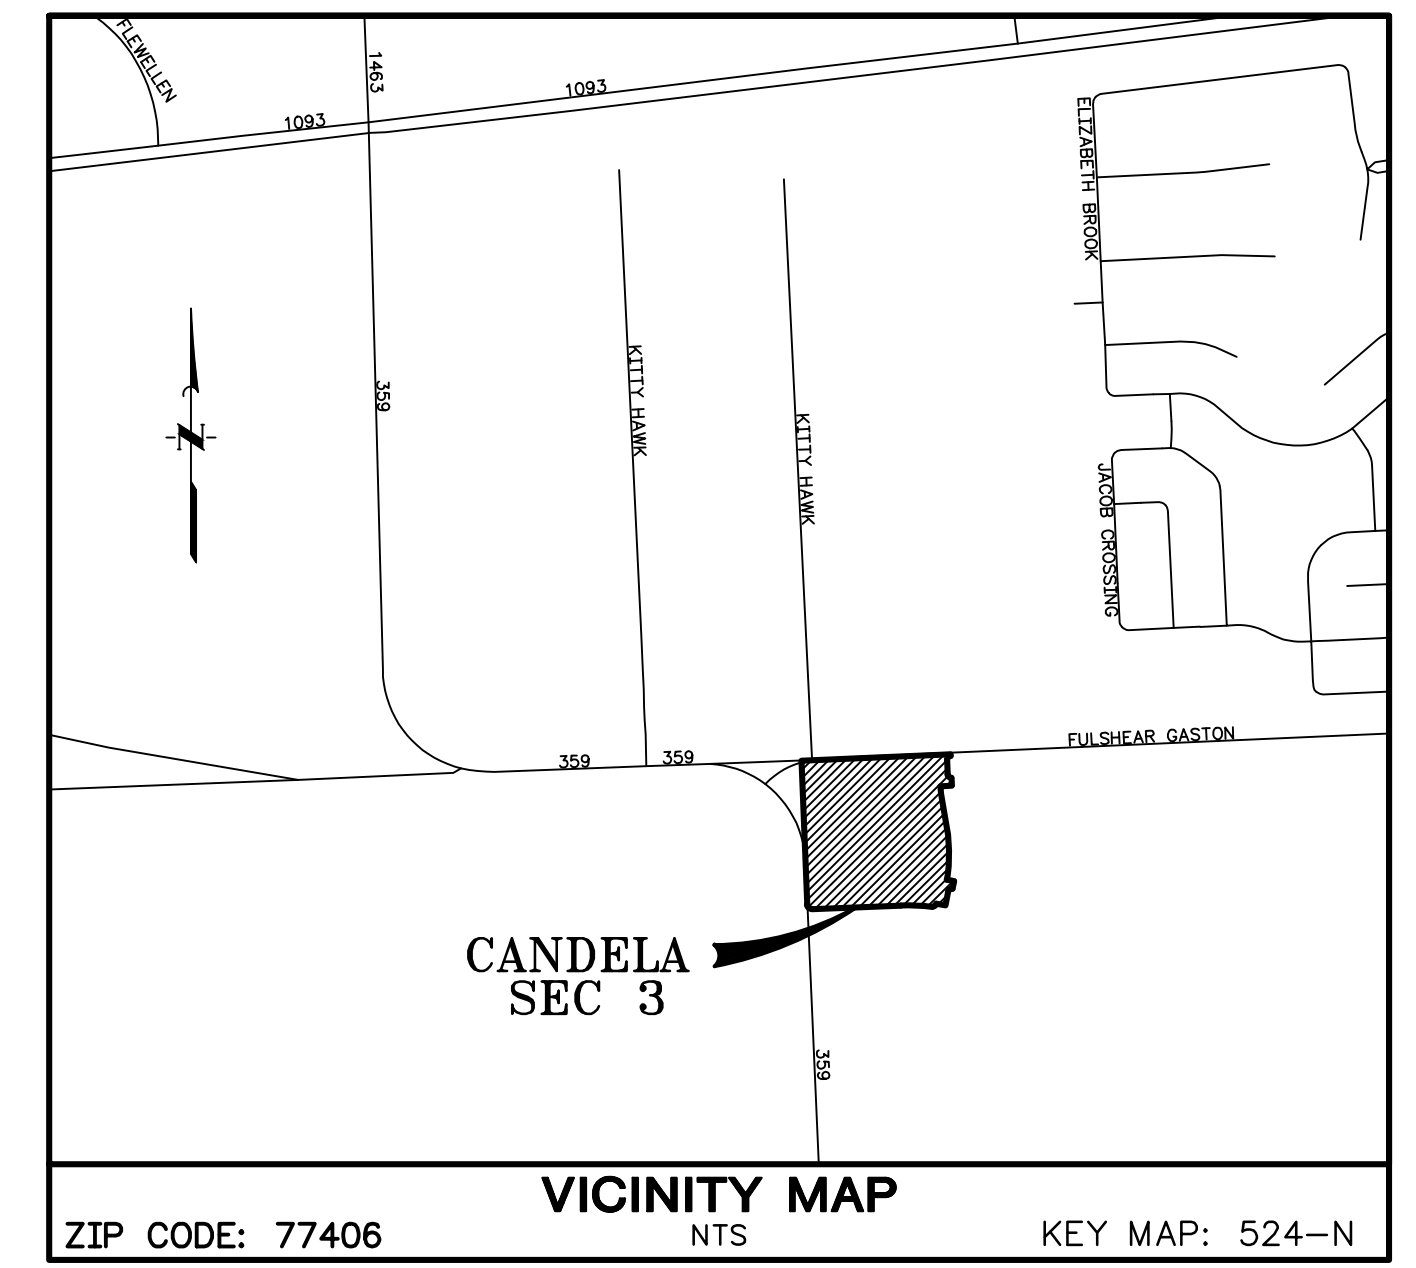 FLEWELLEN
1463
1093
1093
ELIZABETH BROOK
359
KITTY HAWK
KITTY HAWK
N
JACOB CROSSING
FULSHEAR GASTON
359
359
CANDELA
SEC 3
359
VICINITY MAP
ZIP CODE: 77406
NTS
KEY MAP: 524-N